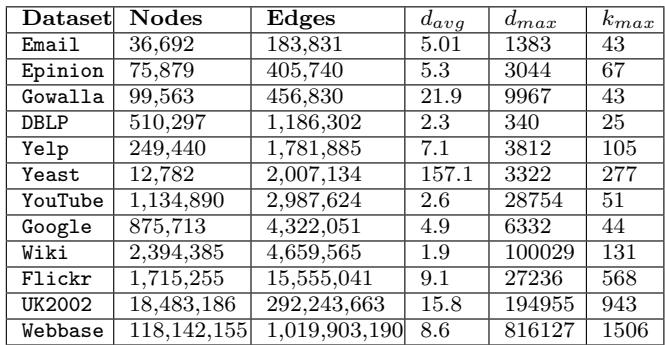 Dataset Nodes Edges d_avg d_max k_max
Email 36,692 183,831 5.01 1383 43
Epinion 75,879 405,740 5.3 3044 67
Gowalla 99,563 456,830 21.9 9967 43
DBLP 510,297 1,186,302 2.3 340 25
Yelp 249,440 1,781,885 7.1 3812 105
Yeast 12,782 2,007,134 157.1 3322 277
YouTube 1,134,890 2,987,624 2.6 28754 51
Google 875,713 4,322,051 4.9 6332 44
Wiki 2,394,385 4,659,565 1.9 100029 131
Flickr 1,715,255 15,555,041 9.1 27236 568
UK2002 18,483,186 292,243,663 15.8 194955 943
Webbase 118,142,155 1,019,903,190 8.6 816127 1506